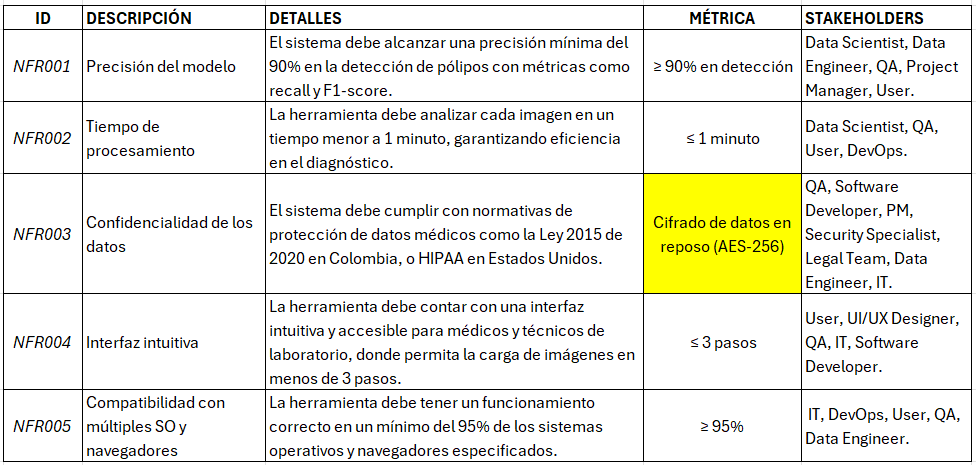 ID DESCRIPCIÓN DETALLES MÉTRICA STAKEHOLDERS
NFR001
Precisión del modelo
El sistema debe alcanzar una precisión mínima del
90% en la detección de pólipos con métricas como
recall y F1-score.
≥ 90% en detección
Data Scientist, Data
Engineer, QA, Project
Manager, User.
NFR002
Tiempo de
procesamiento
La herramienta debe analizar cada imagen en un
tiempo menor a 1 minuto, garantizando eficiencia
en el diagnóstico.
≤ 1 minuto
Data Scientist, QA,
User, DevOps.
NFR003
Confidencialidad de los
datos
El sistema debe cumplir con normativas de
protección de datos médicos como la Ley 2015 de
2020 en Colombia, o HIPAA en Estados Unidos.
Cifrado de datos en
reposo (AES-256)
QA, Software
Developer, PM,
Security Specialist,
Legal Team, Data
Engineer, IT.
NFR004
Interfaz intuitiva
La herramienta debe contar con una interfaz
intuitiva y accesible para médicos y técnicos de
laboratorio, donde permita la carga de imágenes en
menos de 3 pasos.
≤ 3 pasos
User, UI/UX Designer,
QA, IT, Software
Developer.
NFR005
Compatibilidad con
múltiples SO y
navegadores
La herramienta debe tener un funcionamiento
correcto en un mínimo del 95% de los sistemas
operativos y navegadores especificados.
≥ 95%
IT, DevOps, User, QA,
Data Engineer.